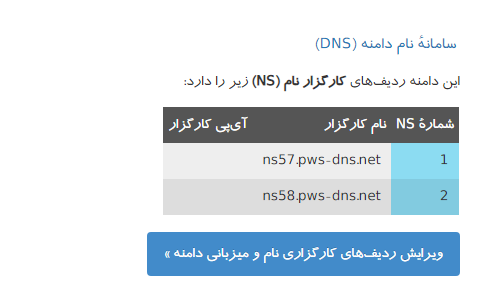 سامانهٔ نام دامنه (DNS)
این دامنه ردیف‌های کارگزار نام (NS) زیر را دارد:
شمارهٔ NS نام کارگزار آی‌پی کارگزار
1 ns57.pws-dns.net
2 ns58.pws-dns.net
ویرایش ردیف‌های کارگزاری نام و میزبانی دامنه »